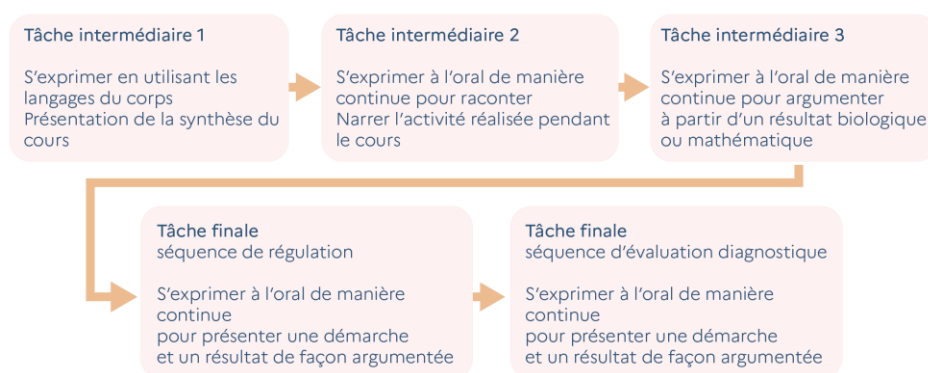 Tâche intermédiaire 1
S'exprimer en utilisant les
langages du corps
Présentation de la synthèse du
cours
Tâche intermédiaire 2
S'exprimer à l'oral de manière
continue pour raconter
Narrer l'activité réalisée pendant
le cours
Tâche intermédiaire 3
S'exprimer à l'oral de manière
continue pour argumenter
à partir d'un résultat biologique
ou mathématique
Tâche finale
séquence de régulation
S'exprimer à l'oral de manière
continue
pour présenter une démarche
et un résultat de façon argumentée
Tâche finale
séquence d'évaluation diagnostique
S'exprimer à l'oral de manière
continue
pour présenter une démarche
et un résultat de façon argumentée